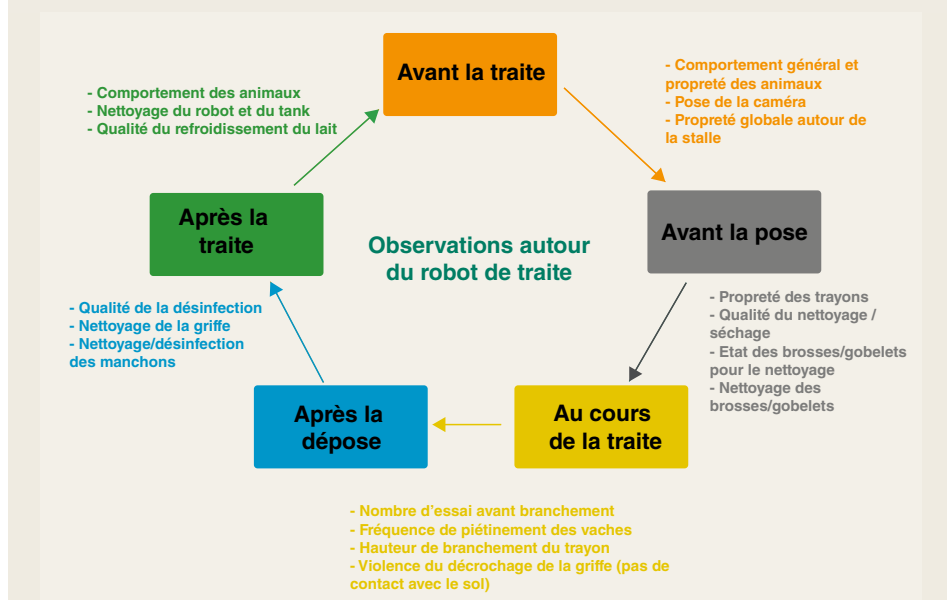 Avant la traite
- Comportement général et
propreté des animaux
- Pose de la caméra
- Propreté globale autour de
la stalle
Avant la pose
- Propreté des trayons
- Qualité du nettoyage /
séchage
- Etat des brosses/gobelets
pour le nettoyage
- Nettoyage des
brosses/gobelets
Au cours
de la traite
- Nombre d'essai avant branchement
- Fréquence de piétinement des vaches
- Hauteur de branchement du trayon
- Violence du décrochage de la griffe (pas de
contact avec le sol)
Après la
dépose
- Qualité de la désinfection
- Nettoyage de la griffe
- Nettoyage/désinfection
des manchons
Après la
traite
- Comportement des animaux
- Nettoyage du robot et du tank
- Qualité du refroidissement du lait
Observations autour
du robot de traite